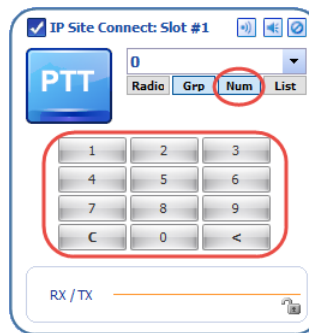 IP Site Connect: Slot #1
PTT
0
Radio Grp Num List
1 2 3
4 5 6
7 8 9
C 0 <
RX / TX